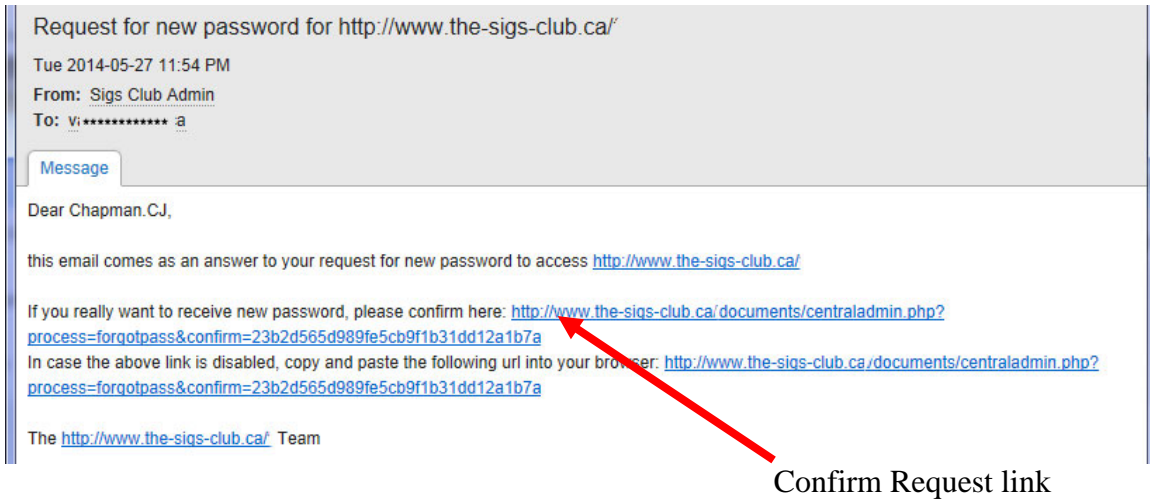 Request for new password for http://www.the-sigs-club.ca/
Tue 2014-05-27 11:54 PM
From: Sigs Club Admin
To: v************ a
Message
Dear Chapman.CJ,
this email comes as an answer to your request for new password to access http://www.the-sigs-club.ca/
If you really want to receive new password, please confirm here: http://www.the-sigs-club.ca/documents/centraladmin.php?
process=forgotpass&confirm=23b2d565d989fe5cb9f1b31dd12a1b7a
In case the above link is disabled, copy and paste the following url into your browser: http://www.the-sigs-club.ca/documents/centraladmin.php?
process=forgotpass&confirm=23b2d565d989fe5cb9f1b31dd12a1b7a
The http://www.the-sigs-club.ca/ Team
Confirm Request link